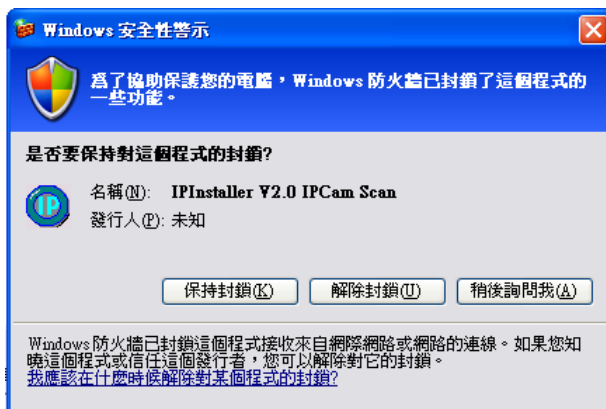 Windows 安全性警示
為了協助保護您的電腦，Windows 防火牆已封鎖了這個程式的
一些功能。
是否要保持對這個程式的封鎖?
IP
名稱(N): IPInstaller V2.0 IPCam Scan
發行人(P): 未知
保持封鎖(K) 解除封鎖(U) 稍後詢問我(A)
Windows 防火牆已封鎖這個程式接收來自網際網路或網路的連線。如果您知
曉這個程式或信任這個發行者，您可以解除對它的封鎖。
我應該在什麼時候解除對某個程式的封鎖?